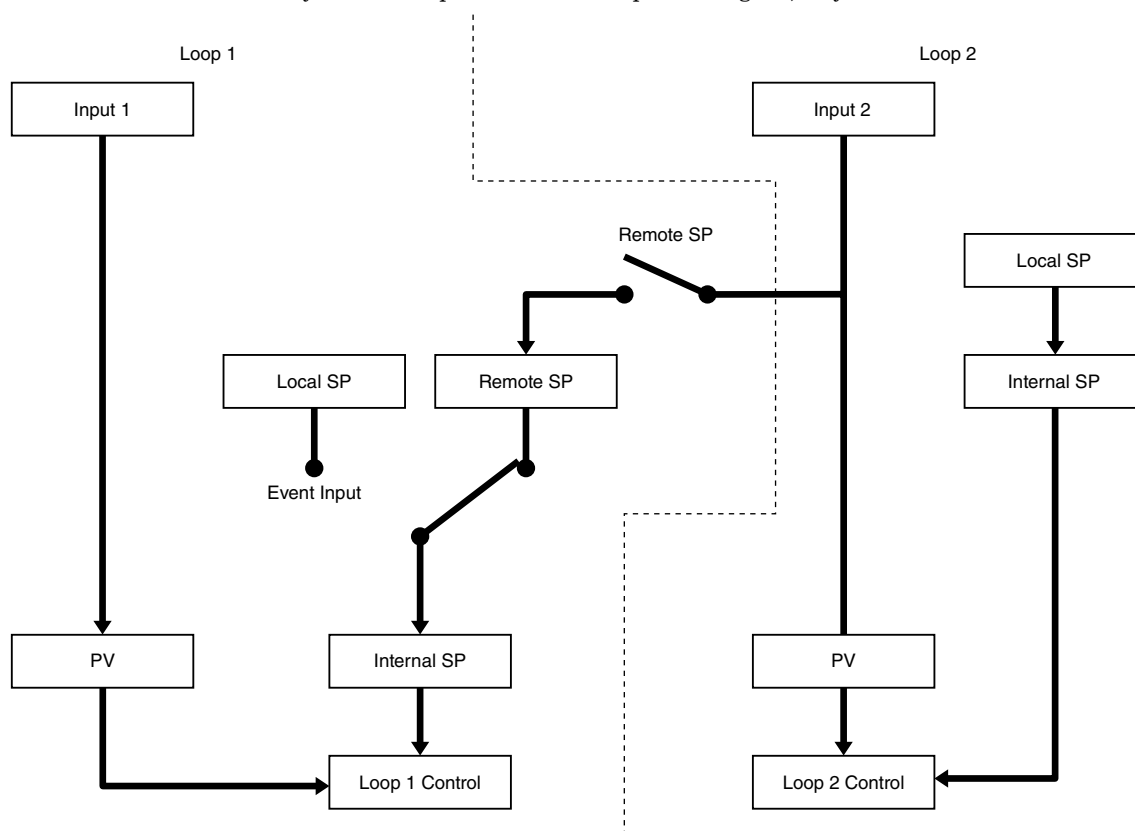 Loop 1
Loop 2
Input 1
Input 2
Remote SP
Local SP
Local SP
Remote SP
Internal SP
Event Input
PV
Internal SP
PV
Loop 1 Control
Loop 2 Control